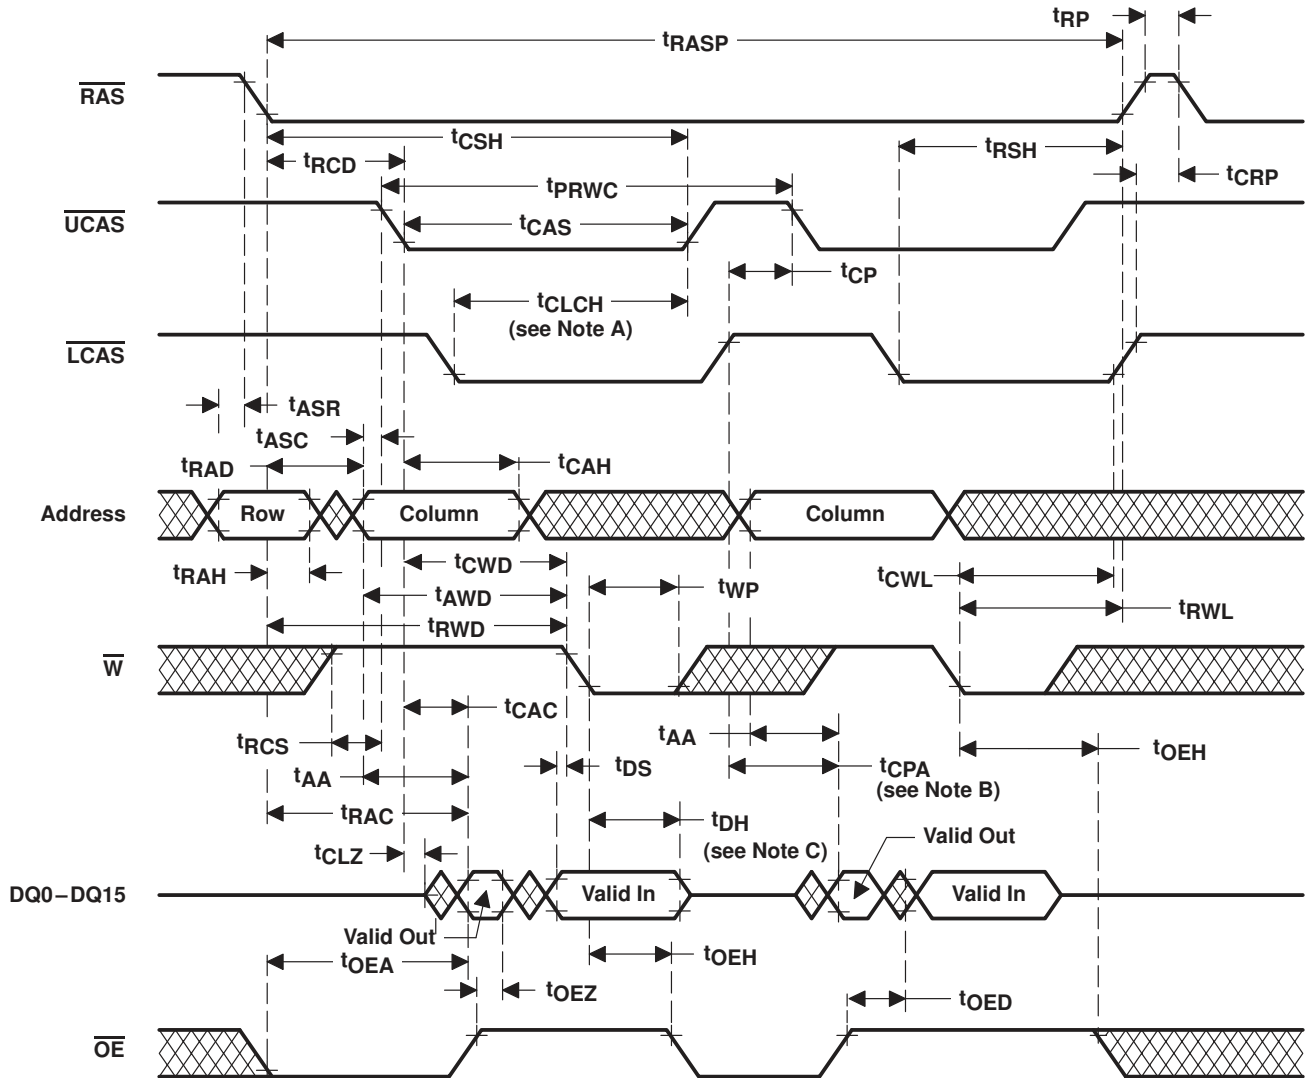 tRP
tRASP
RAS
tCSH
tRSH
tRCD
tCRP
tPRWC
UCAS
tCAS
tCP
tCLCH
(see Note A)
LCAS
tASR
tASC
tRAD
tCAH
Address
Row
Column
Column
tCWD
tRAH
tWP
tCWL
tAWD
tRWL
tRWD
W
tCAC
tAA
tRCS
tOEH
tAA
tDS
tCPA
(see Note B)
tRAC
tDH
(see Note C)
Valid Out
tCLZ
DQ0–DQ15
Valid In
Valid In
Valid Out
tOEA
tOEH
tOEZ
tOED
OE